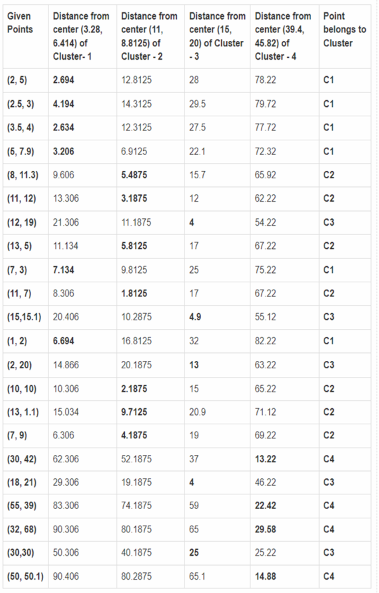 Given Points | Distance from center (3.28, 6.414) of Cluster- 1 | Distance from center (11, 8.8125) of Cluster - 2 | Distance from center (15, 20) of Cluster - 3 | Distance from center (39.4, 45.82) of Cluster - 4 | Point belongs to Cluster
(2, 5) | 2.694 | 12.8125 | 28 | 78.22 | C1
(2.5, 3) | 4.194 | 14.3125 | 29.5 | 79.72 | C1
(3.5, 4) | 2.634 | 12.3125 | 27.5 | 77.72 | C1
(5, 7.9) | 3.206 | 6.9125 | 22.1 | 72.32 | C1
(8, 11.3) | 9.606 | 5.4875 | 15.7 | 65.92 | C2
(11, 12) | 13.306 | 3.1875 | 12 | 62.22 | C2
(12, 19) | 21.306 | 11.1875 | 4 | 54.22 | C3
(13, 5) | 11.134 | 5.8125 | 17 | 67.22 | C2
(7, 3) | 7.134 | 9.8125 | 25 | 75.22 | C1
(11, 7) | 8.306 | 1.8125 | 17 | 67.22 | C2
(15,15.1) | 20.406 | 10.2875 | 4.9 | 55.12 | C3
(1, 2) | 6.694 | 16.8125 | 32 | 82.22 | C1
(2, 20) | 14.866 | 20.1875 | 13 | 63.22 | C3
(10, 10) | 10.306 | 2.1875 | 15 | 65.22 | C2
(13, 1.1) | 15.034 | 9.7125 | 20.9 | 71.12 | C2
(7, 9) | 6.306 | 4.1875 | 19 | 69.22 | C2
(30, 42) | 62.306 | 52.1875 | 37 | 13.22 | C4
(18, 21) | 29.306 | 19.1875 | 4 | 46.22 | C3
(55, 39) | 83.306 | 74.1875 | 59 | 22.42 | C4
(32, 68) | 90.306 | 80.1875 | 65 | 29.58 | C4
(30,30) | 50.306 | 40.1875 | 25 | 25.22 | C3
(50, 50.1) | 90.406 | 80.2875 | 65.1 | 14.88 | C4